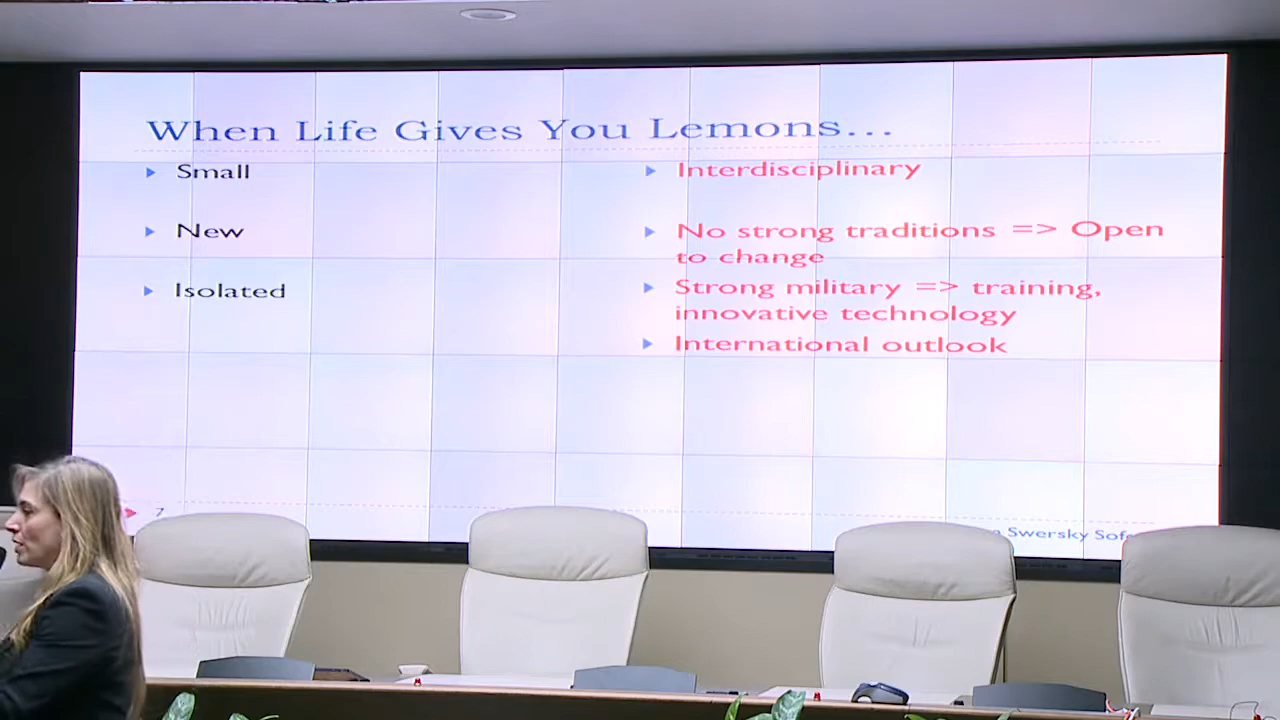 When Life Gives You Lemons...
Small
New
Isolated
Interdisciplinary
No strong traditions => Open
to change
Strong military => training,
innovative technology
International outlook
7
Swersky